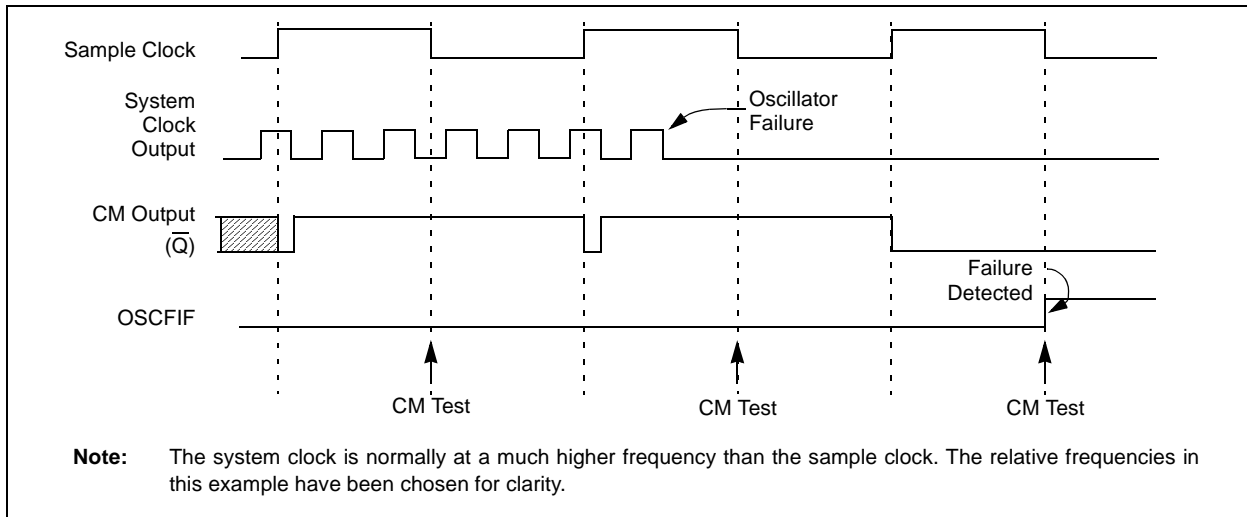 Sample Clock
System
Clock
Output
Oscillator
Failure
CM Output
(Q̅)
Failure
Detected
OSCFIF
CM Test
CM Test
CM Test
Note: The system clock is normally at a much higher frequency than the sample clock. The relative frequencies in
this example have been chosen for clarity.